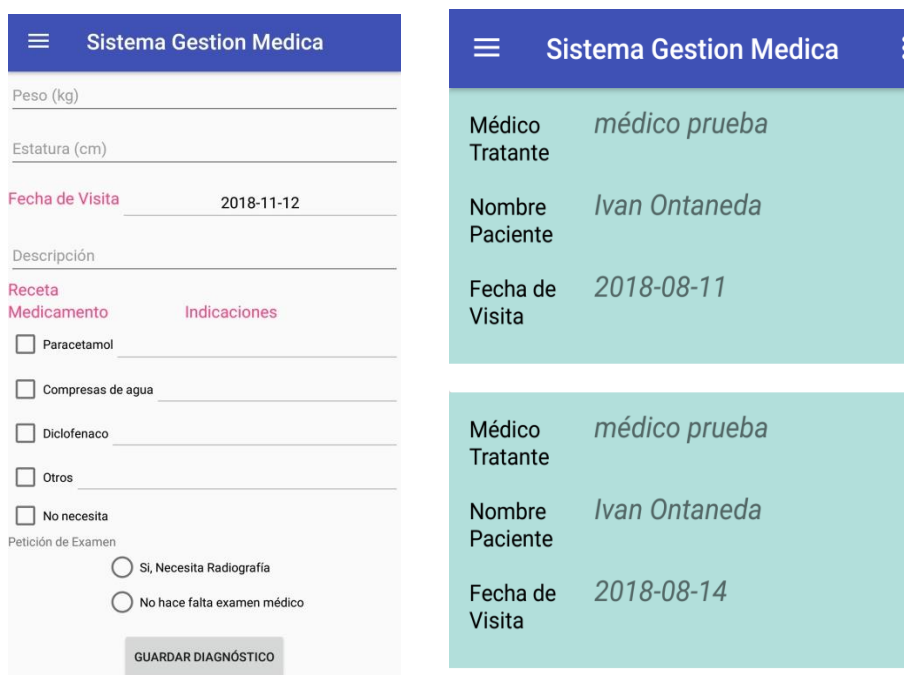 Sistema Gestion Medica
Peso (kg)
Estatura (cm)
Fecha de Visita 2018-11-12
Descripción
Receta
Medicamento Indicaciones
Paracetamol
Compresas de agua
Diclofenaco
Otros
No necesita
Petición de Examen
Si, Necesita Radiografía
No hace falta examen médico
GUARDAR DIAGNÓSTICO
Sistema Gestion Medica
Médico médico prueba
Tratante
Nombre Ivan Ontaneda
Paciente
Fecha de 2018-08-11
Visita
Médico médico prueba
Tratante
Nombre Ivan Ontaneda
Paciente
Fecha de 2018-08-14
Visita